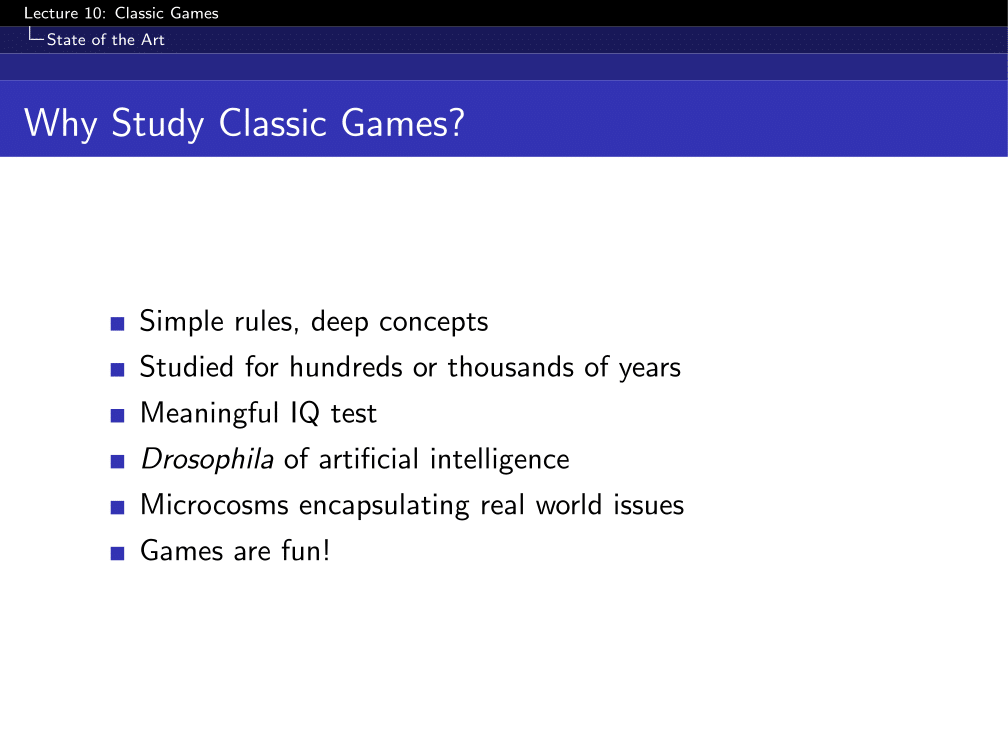 Lecture 10: Classic Games
State of the Art
Why Study Classic Games?
Simple rules, deep concepts
Studied for hundreds or thousands of years
Meaningful IQ test
Drosophila of artificial intelligence
Microcosms encapsulating real world issues
Games are fun!